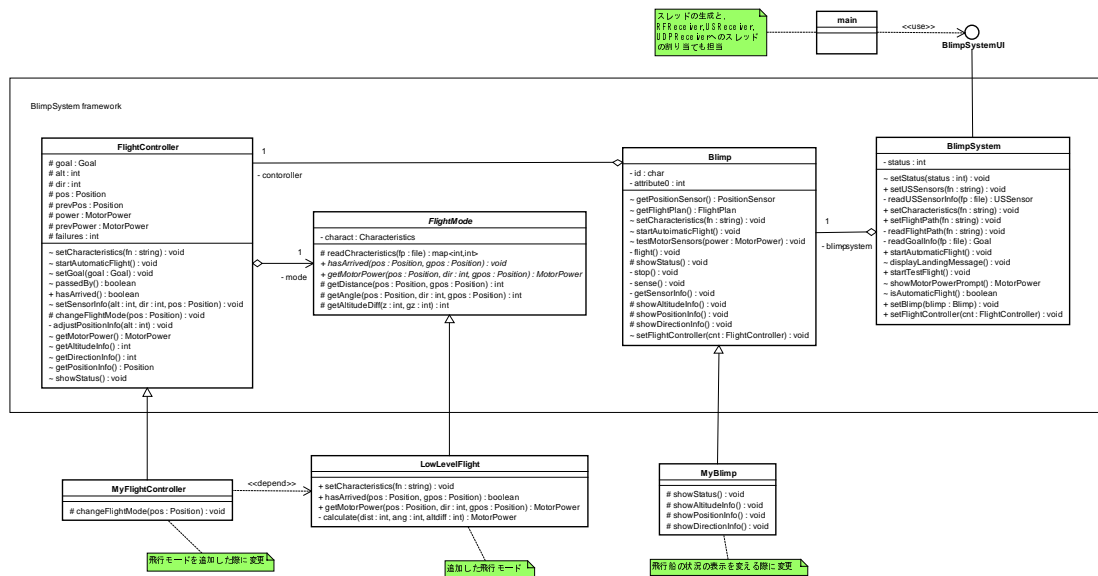 スレッドの生成と、
RFReceiver,USReceiver,
UDPReceiverへのスレッド
の割り当ても担当
main
<<use>>
BlimpSystemUI
BlimpSystem framework
FlightController
# goal : Goal
# alt : int
# dir : int
# pos : Position
# prevPos : Position
# power : MotorPower
# prevPower : MotorPower
# failures : int
~ setCharacteristics(fn : string) : void
~ startAutomaticFlight() : void
~ setGoal(goal : Goal) : void
~ passedBy() : boolean
+ hasArrived() : boolean
~ setSensorInfo(alt : int, dir : int, pos : Position) : void
# changeFlightMode(pos : Position) : void
- adjustPositionInfo(alt : int) : void
~ getMotorPower() : MotorPower
~ getAltitudeInfo() : int
~ getDirectionInfo() : int
~ getPositionInfo() : Position
~ showStatus() : void
1
- contoroller
1
- mode
FlightMode
- charact : Characteristics
# readChracteristics(fp : file) : map<int,int>
+ hasArrived(pos : Position, gpos : Position) : void
+ getMotorPower(pos : Position, dir : int, gpos : Position) : MotorPower
# getDistance(pos : Position, gpos : Position) : int
# getAngle(pos : Position, dir : int, gpos : Position) : int
# getAltitudeDiff(z : int, gz : int) : int
Blimp
- id : char
- attribute0 : int
~ getPositionSensor() : PositionSensor
~ getFlightPlan() : FlightPlan
~ setCharacteristics(fn : string) : void
~ startAutoimaticFlight() : void
~ testMotorSensors(power : MotorPower) : void
- flight() : void
# showStatus() : void
- stop() : void
- sense() : void
- getSensorInfo() : void
# showAltitudeInfo() : void
# showPositionInfo() : void
# showDirectionInfo() : void
~ setFlightController(cnt : FlightController) : void
1
- blimpsystem
BlimpSystem
- status : int
~ setStatus(status : int) : void
+ setUSSensors(fn : string) : void
- readUSSensorInfo(fp : file) : USSensor
+ setCharacteristics(fn : string) : void
+ setFlightPath(fn : string) : void
- readFlightPath(fn : string) : void
- readGoalInfo(fp : file) : Goal
+ startAutomaticFlight() : void
~ displayLandingMessage() : void
+ startTestFlight() : void
~ showMotorPowerPrompt() : MotorPower
~ isAutomaticFlight() : boolean
+ setBlimp(blimp : Blimp) : void
+ setFlightController(cnt : FlightController) : void
MyFlightController
# changeFlightMode(pos : Position) : void
<<depend>>
LowLevelFlight
+ setCharacteristics(fn : string) : void
+ hasArrived(pos : Position, gpos : Position) : boolean
+ getMotorPower(pos : Position, dir : int, gpos : Position) : MotorPower
- calculate(dist : int, ang : int, altdiff : int) : MotorPower
MyBlimp
# showStatus() : void
# showAltitudeInfo() : void
# showPositionInfo() : void
# showDirectionInfo() : void
飛行モードを追加した際に変更
追加した飛行モード
飛行船の状況の表示を変える際に変更